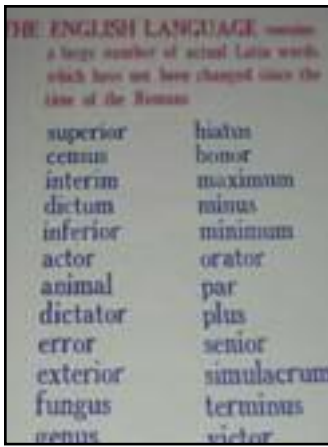 THE ENGLISH LANGUAGE contains
a large number of actual Latin words
which have not been changed since the
time of the Romans
superior hiatus
census honor
interim maximum
dictum minus
inferior minimum
actor orator
animal par
dictator plus
error senior
exterior simulacrum
fungus terminus
genus victor